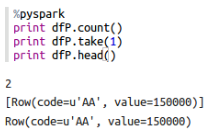 %pyspark
print dfP.count()
print dfP.take(1)
print dfP.head()
2
[Row(code=u'AA', value=150000)]
Row(code=u'AA', value=150000)